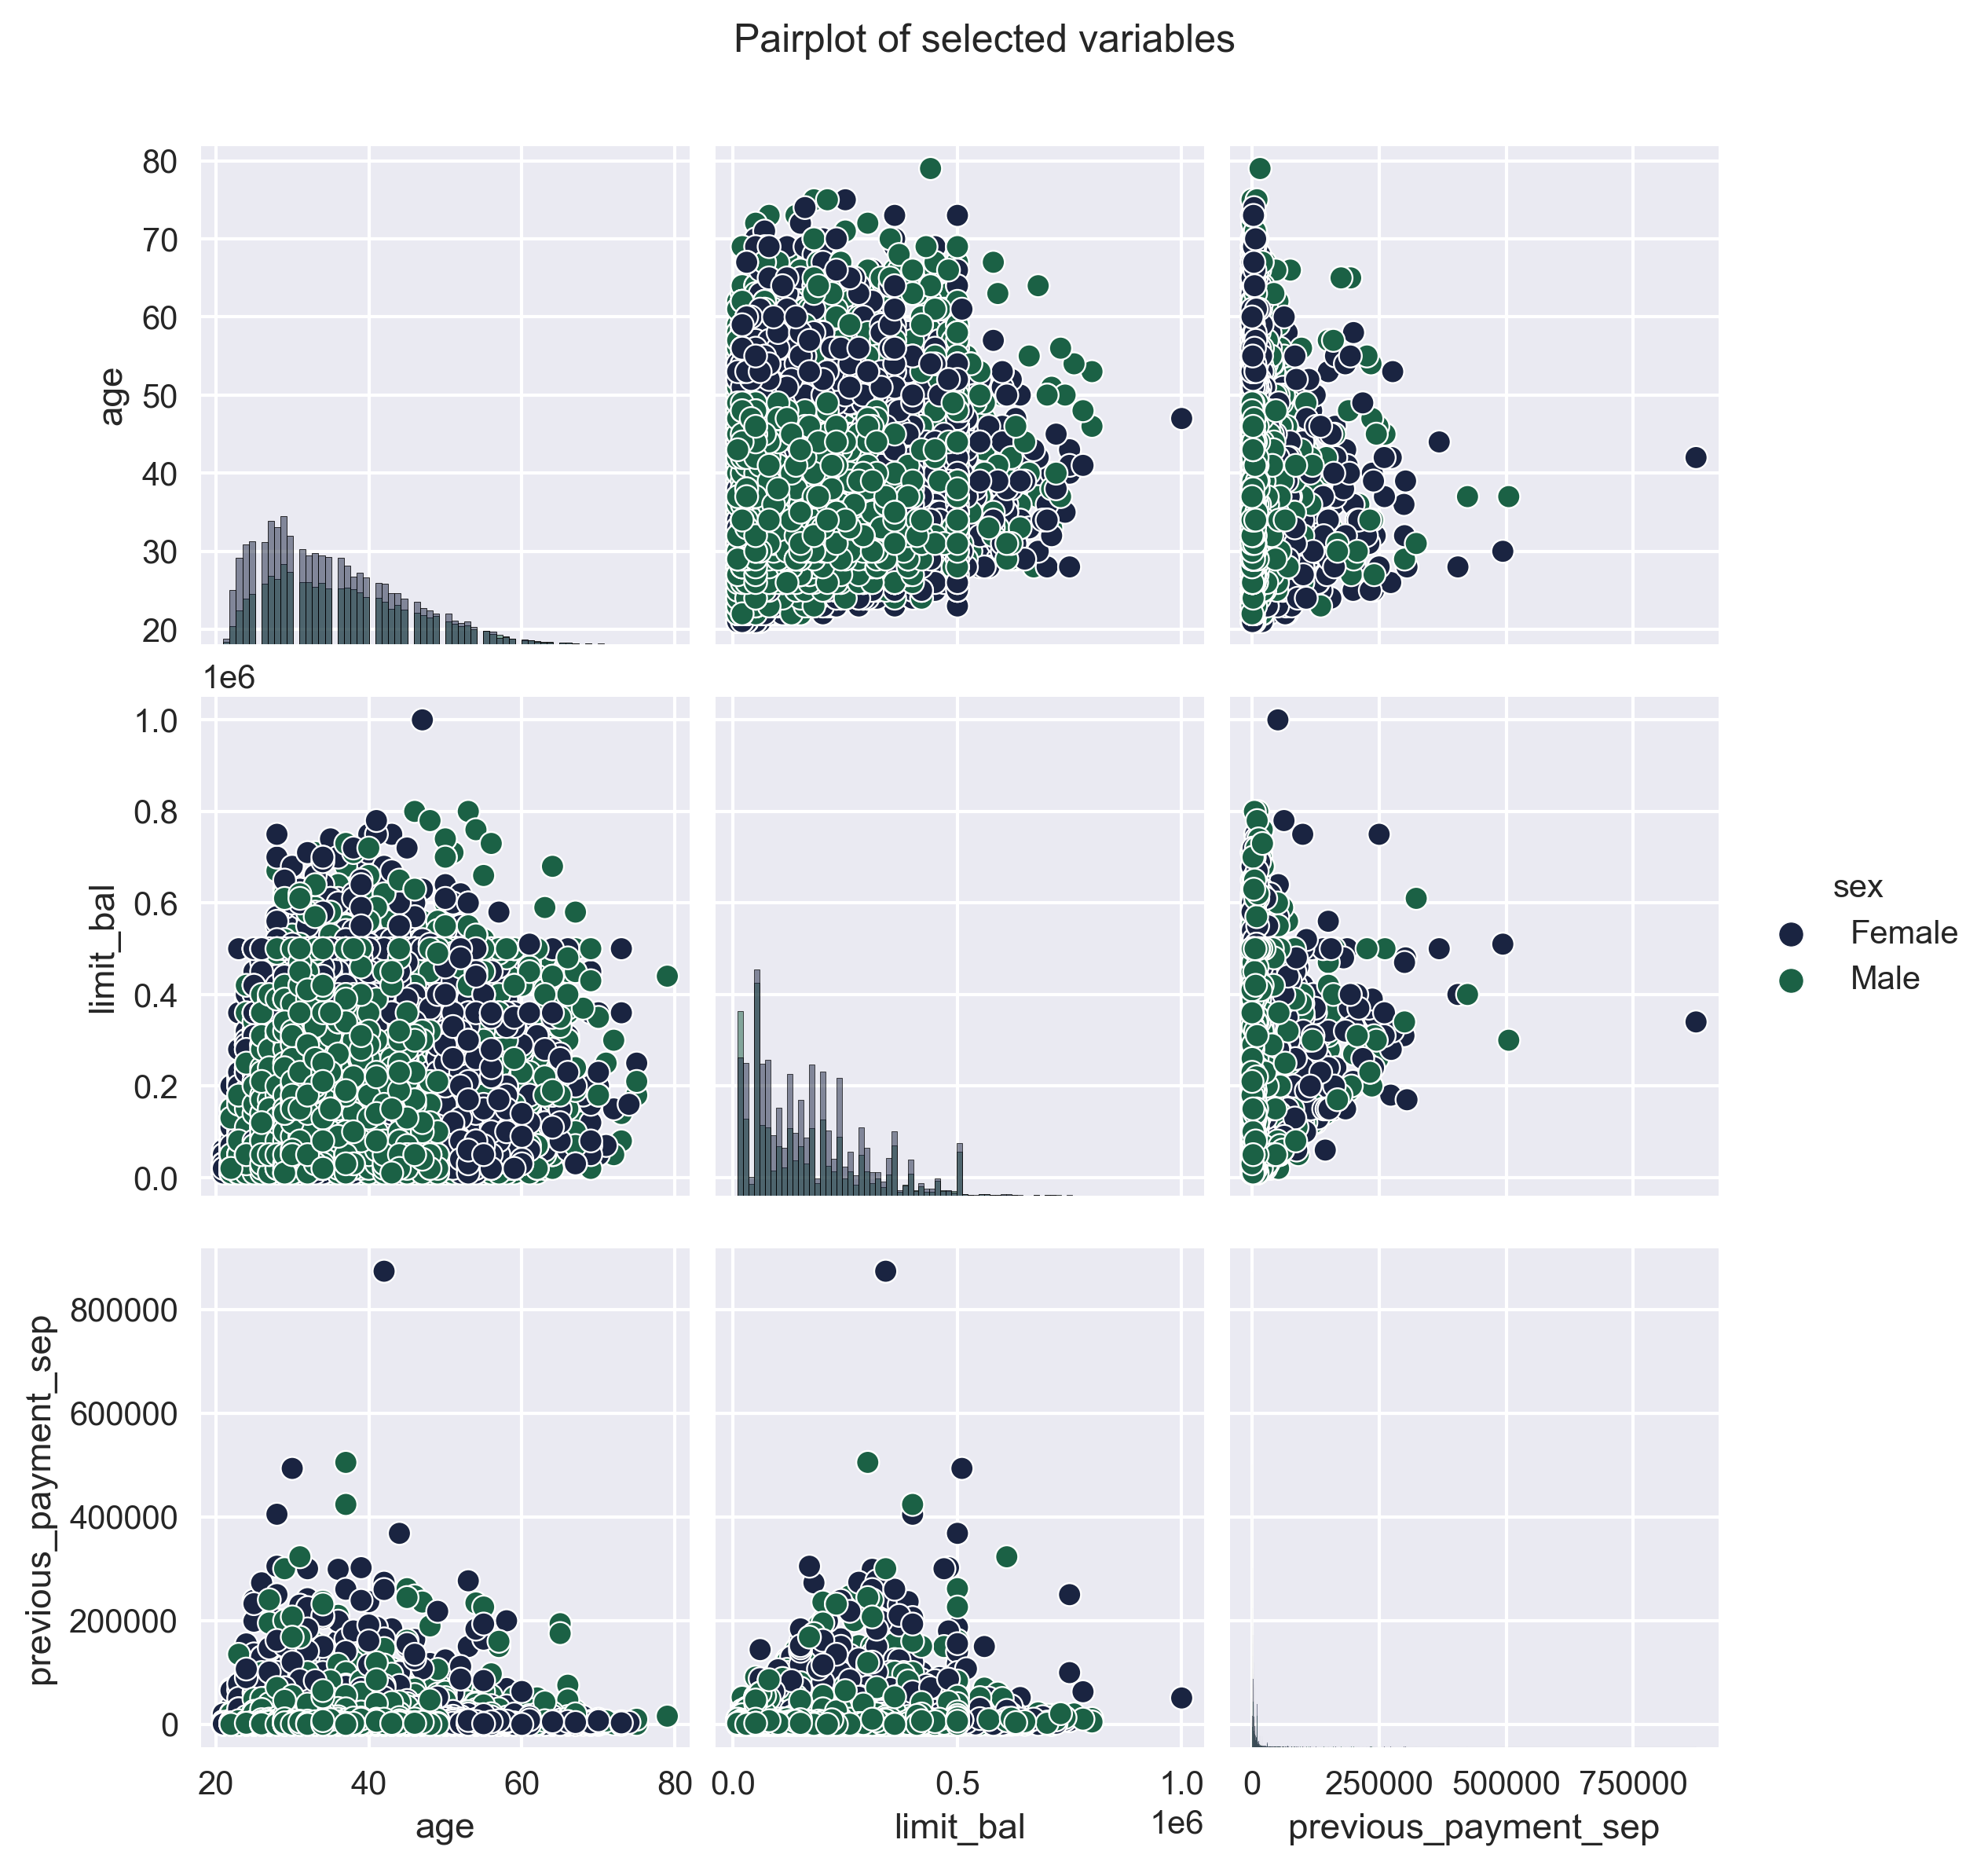 Pairplot of selected variables
80
70
60
50
40
30
20
age
1e6
1.0
0.8
0.6
0.4
0.2
0.0
limit_bal
sex
Female
Male
800000
600000
400000
200000
0
previous_payment_sep
20 40 60 80
0.0 0.5 1.0
0 250000 500000 750000
1e6
age
limit_bal
previous_payment_sep